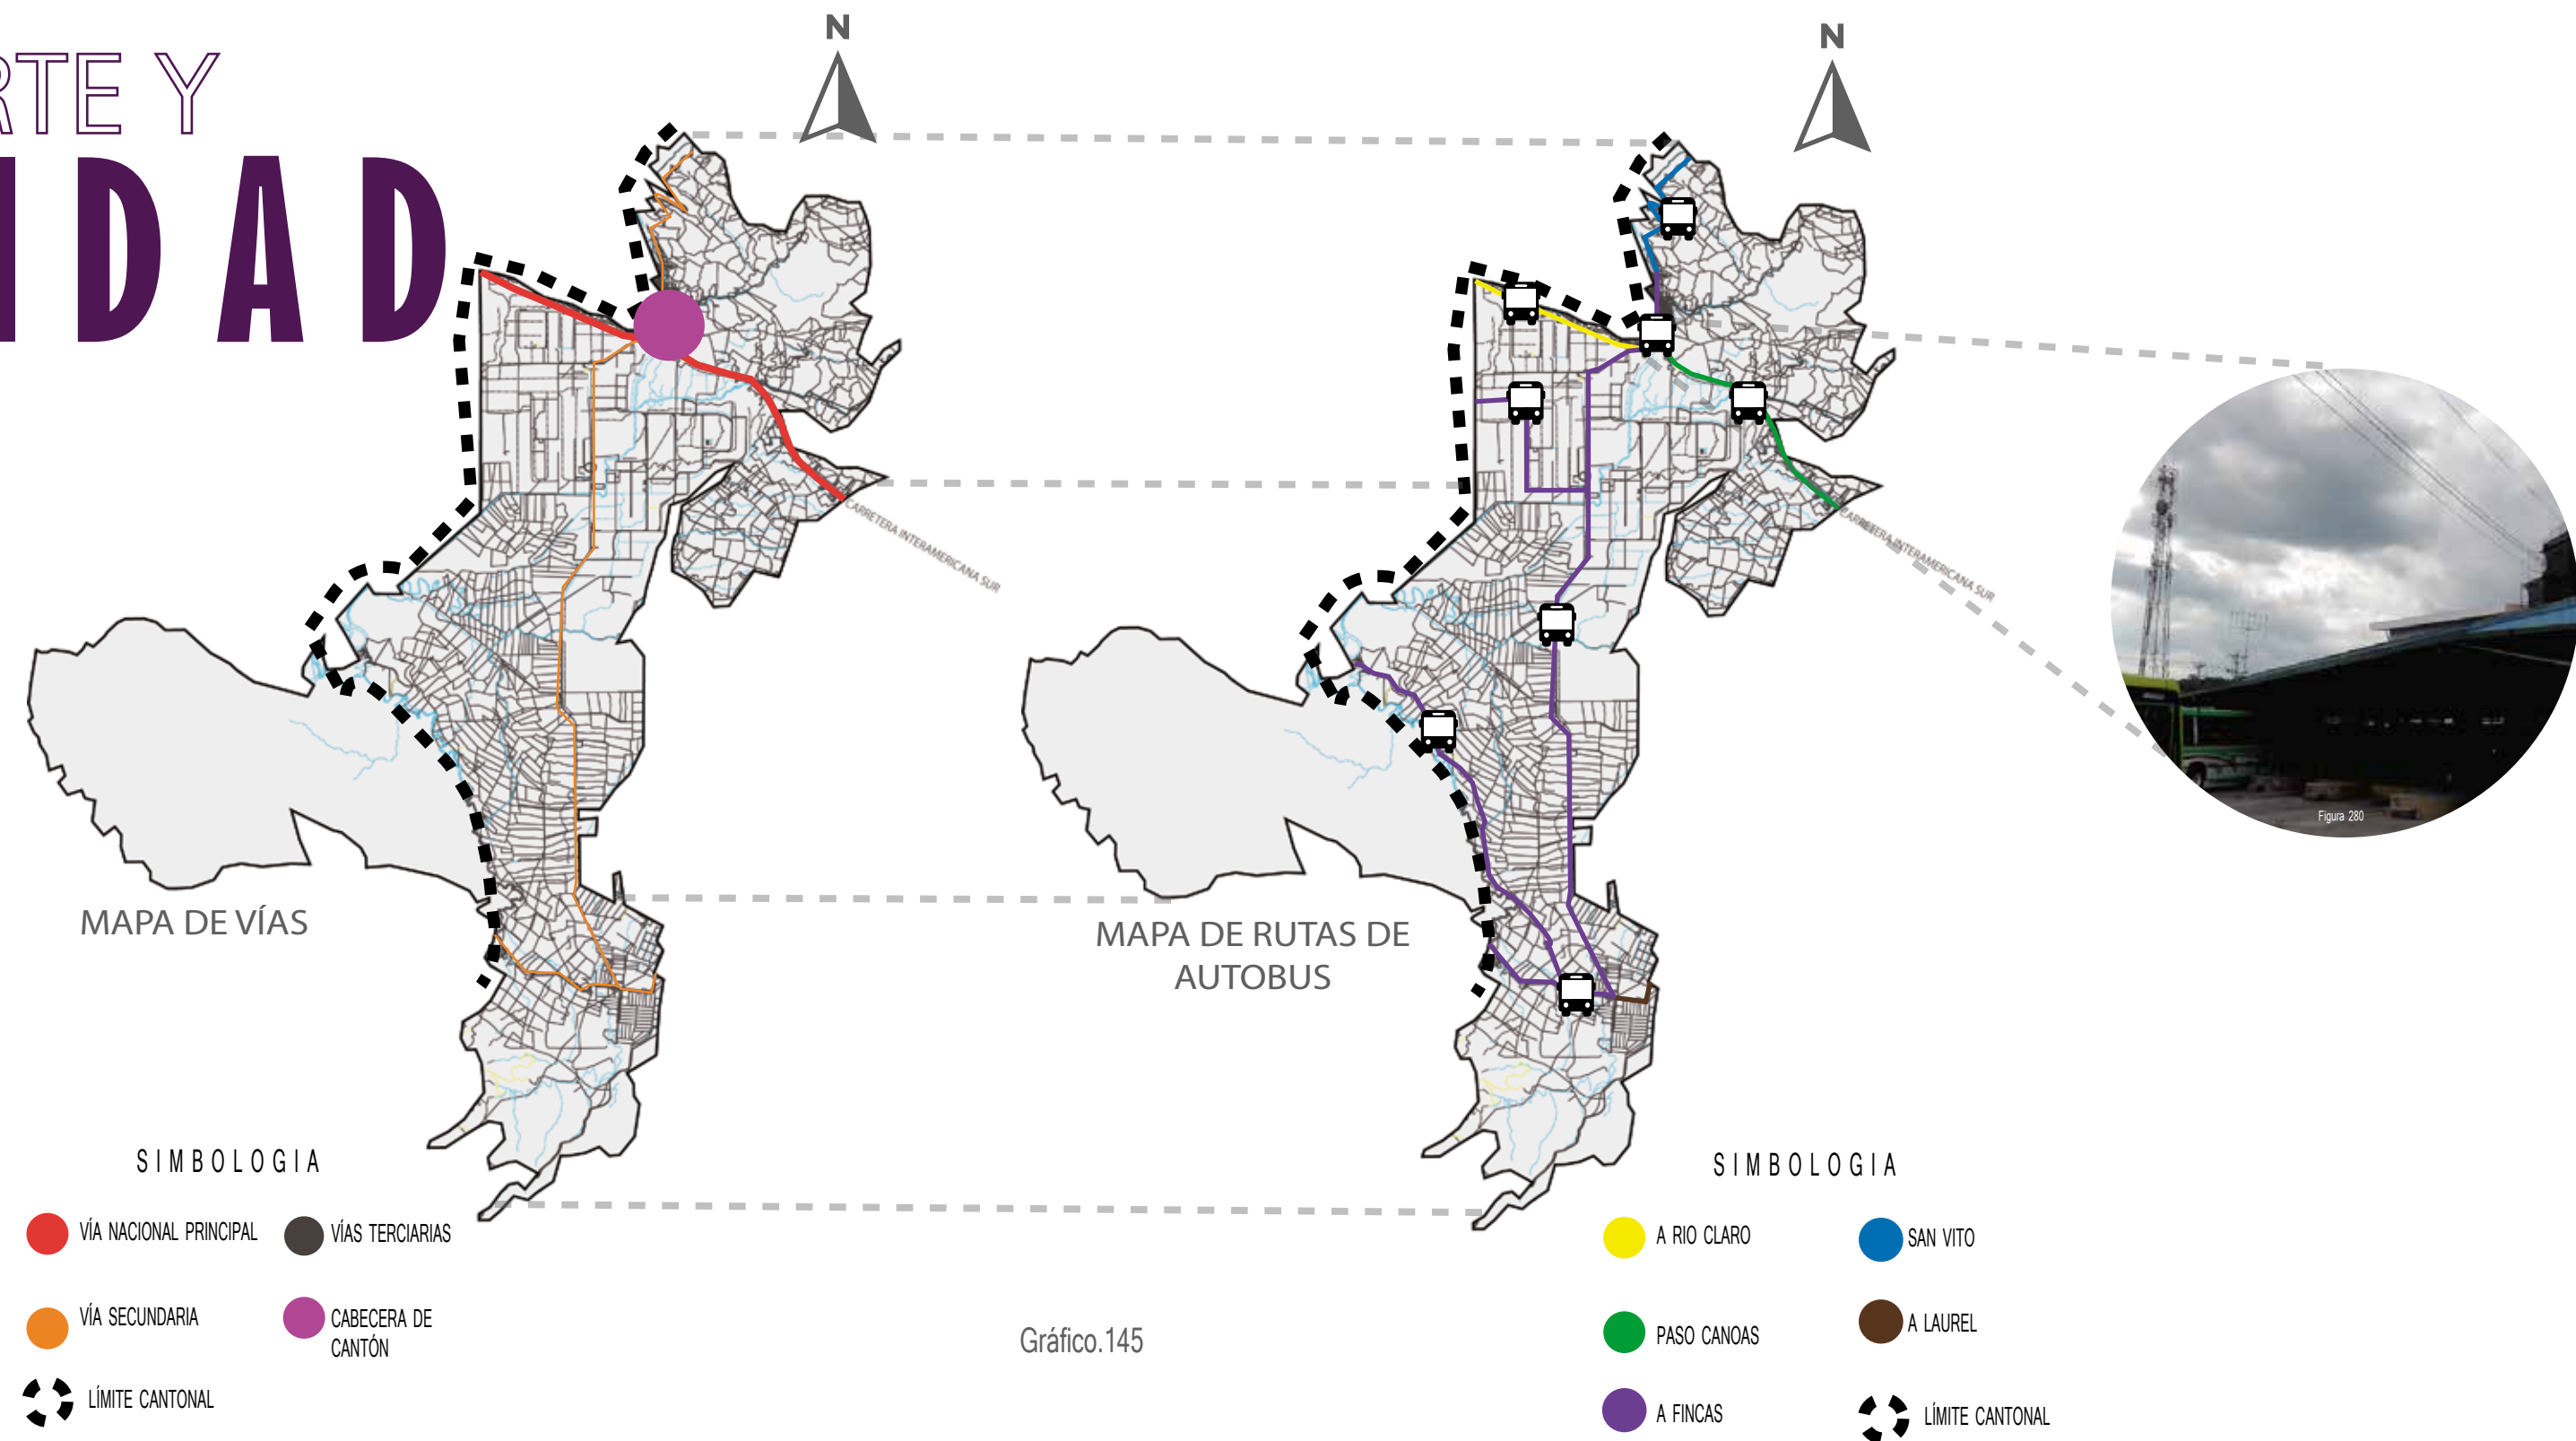 RTE Y
IDAD
N
N
CARRETERA INTERAMERICANA SUR
CARRETERA INTERAMERICANA SUR
Figura 280
MAPA DE VÍAS
MAPA DE RUTAS DE
AUTOBUS
SIMBOLOGIA
VÍA NACIONAL PRINCIPAL
VÍAS TERCIARIAS
VÍA SECUNDARIA
CABECERA DE
CANTÓN
LÍMITE CANTONAL
Gráfico.145
SIMBOLOGIA
A RIO CLARO
SAN VITO
PASO CANOAS
A LAUREL
A FINCAS
LÍMITE CANTONAL